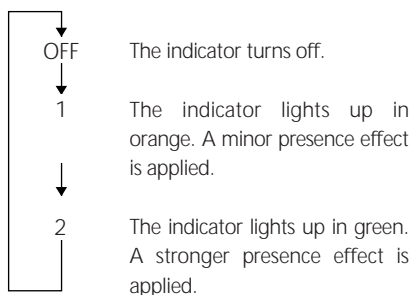 OFF The indicator turns off.
1 The indicator lights up in
orange. A minor presence effect
is applied.
2 The indicator lights up in green.
A stronger presence effect is
applied.